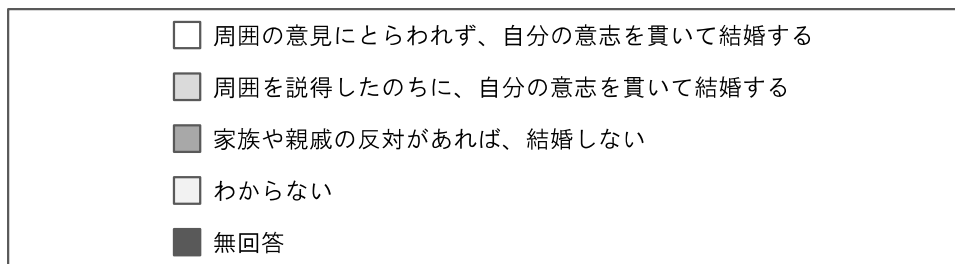 周囲の意見にとらわれず、自分の意志を貫いて結婚する
周囲を説得したのちに、自分の意志を貫いて結婚する
家族や親戚の反対があれば、結婚しない
わからない
無回答